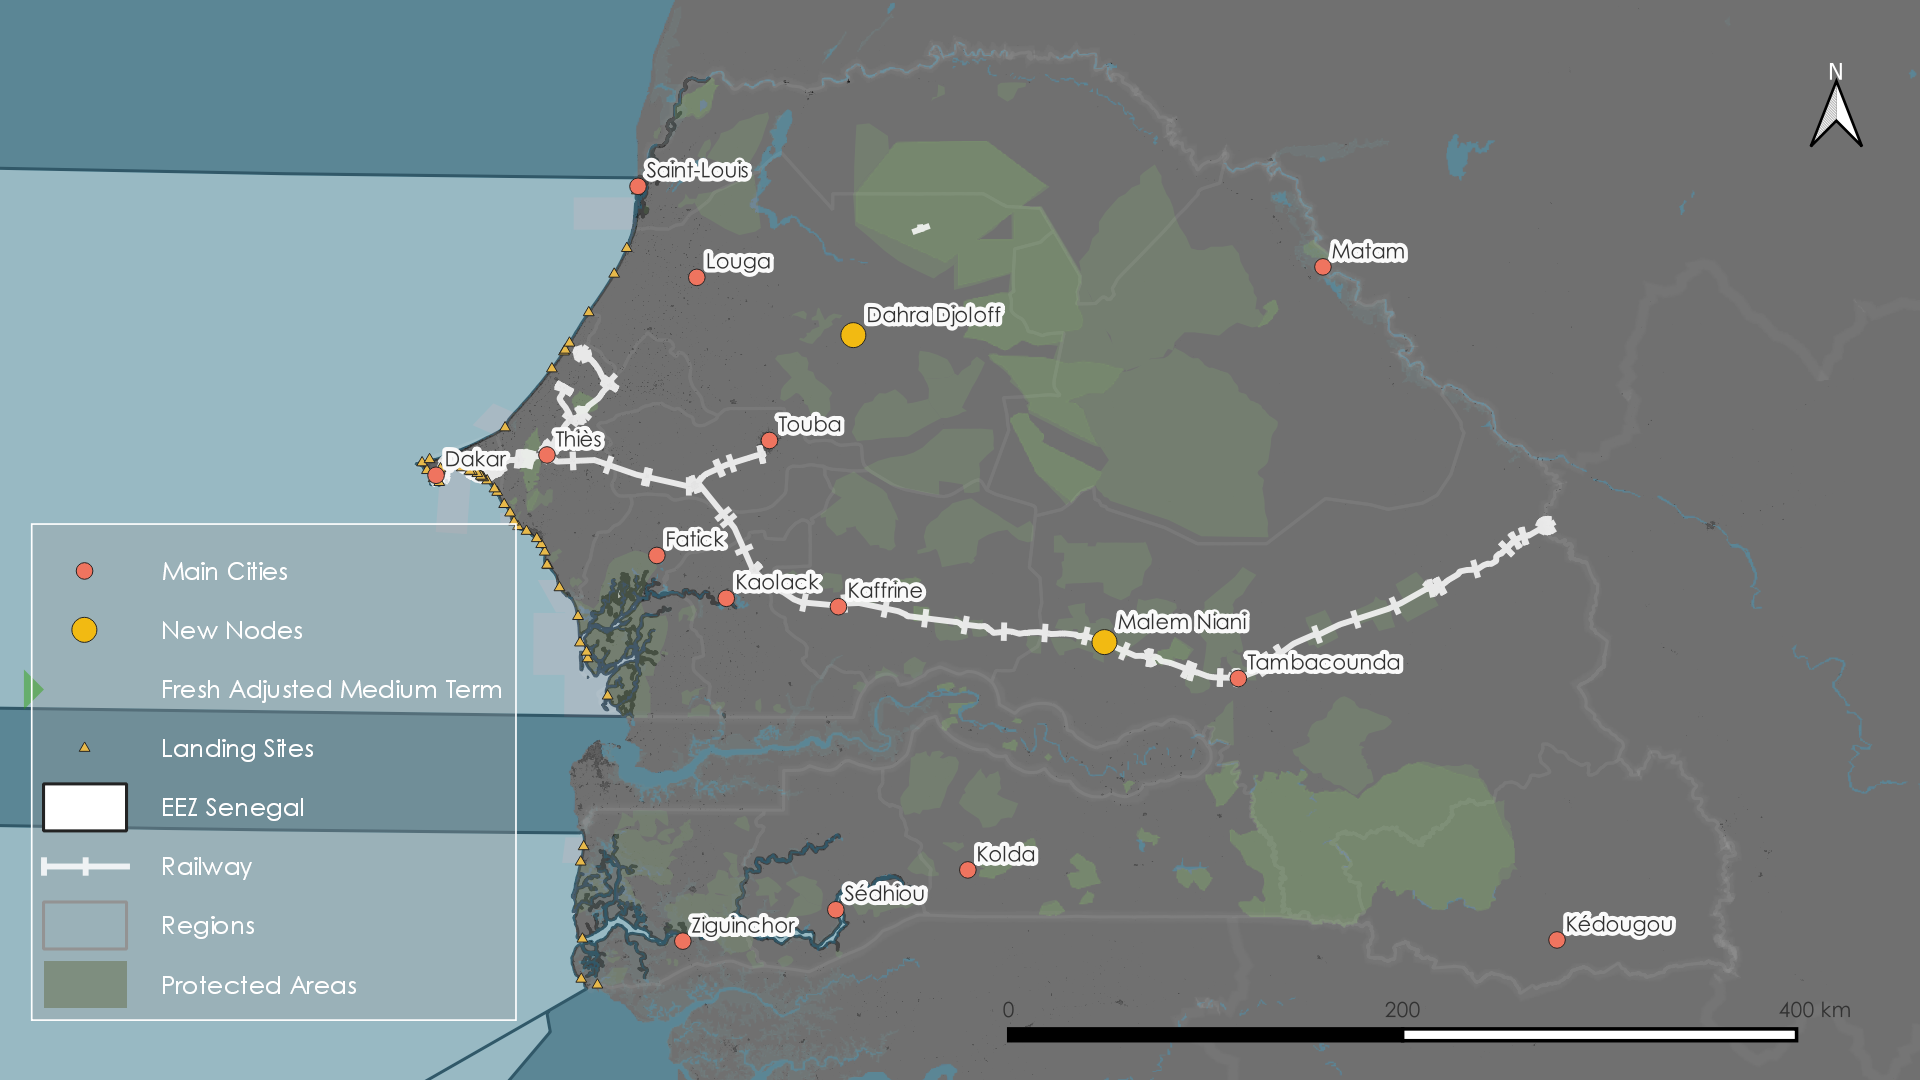 N
Saint-Louis
Louga
Matam
Dahra Djoloff
Touba
Thiès
Dakar
Fatick
Kaolack
Kaffrine
Malem Niani
Tambacounda
Kolda
Sédhiou
Ziguinchor
Kédougou
Main Cities
New Nodes
Fresh Adjusted Medium Term
Landing Sites
EEZ Senegal
Railway
Regions
Protected Areas
0 200 400 km